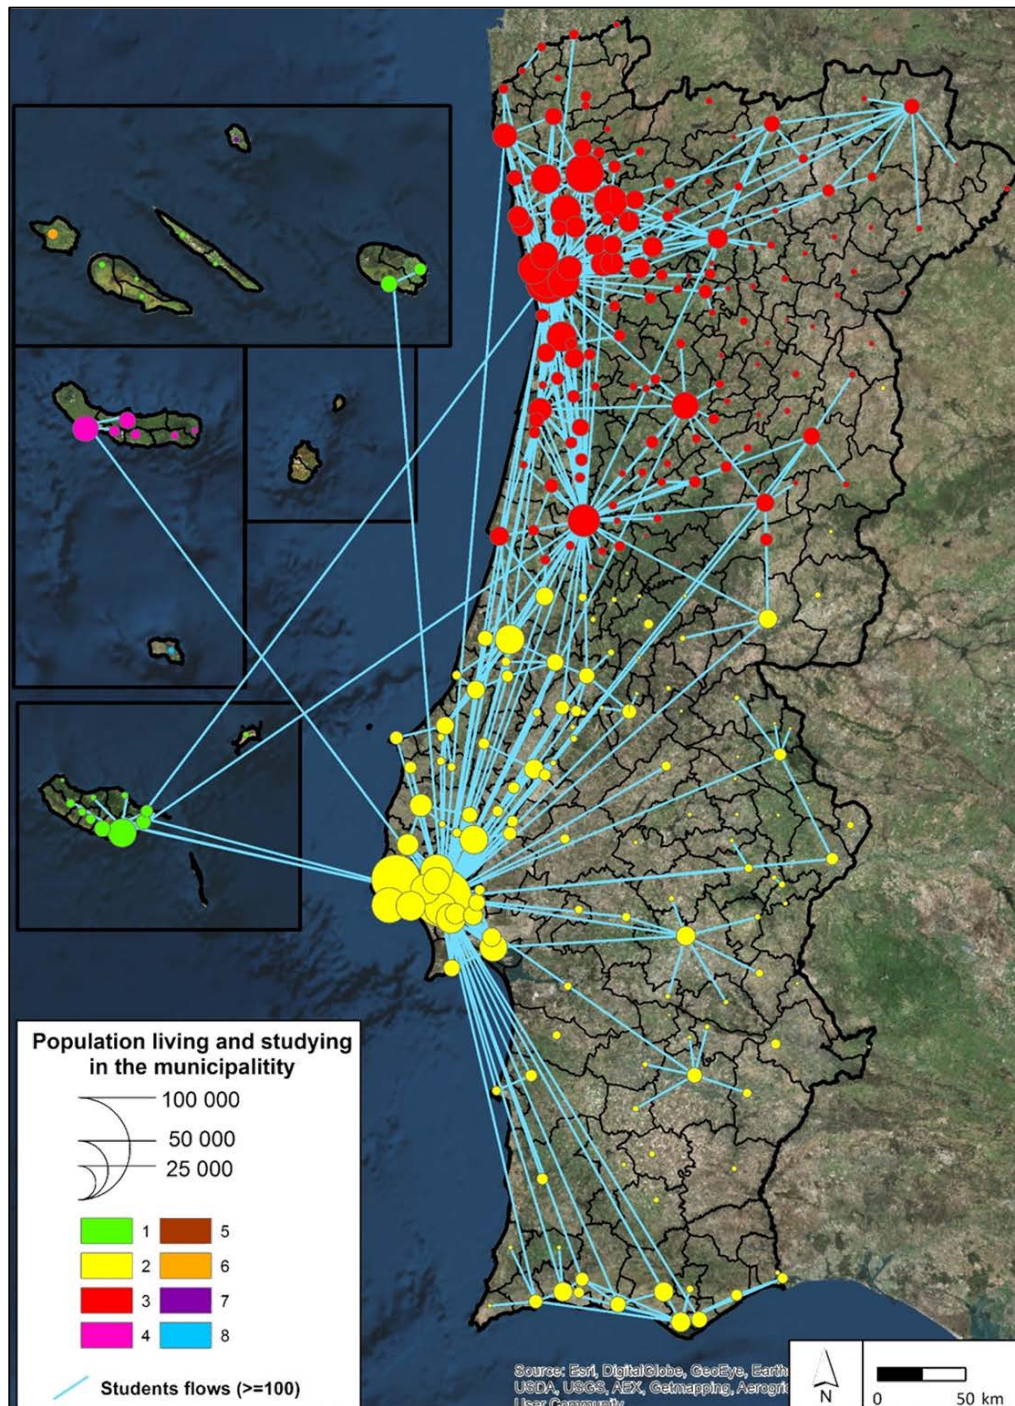 Population living and studying
in the municipalitity
100 000
50 000
25 000
1 5
2 6
3 7
4 8
Students flows (>=100)
Source: Esri, DigitalGlobe, GeoEye, Earth
USDA, USGS, AEX, Getmapping, Aerogri
User Community
N
0 50 km